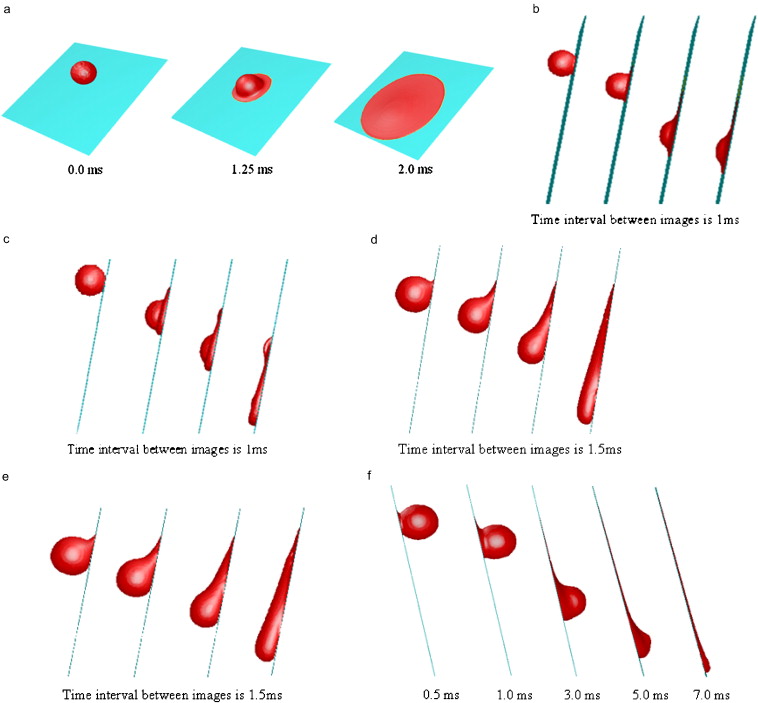 a
b
0.0 ms
1.25 ms
2.0 ms
Time interval between images is 1ms
c
d
Time interval between images is 1ms
Time interval between images is 1.5ms
e
f
Time interval between images is 1.5ms
0.5 ms
1.0 ms
3.0 ms
5.0 ms
7.0 ms